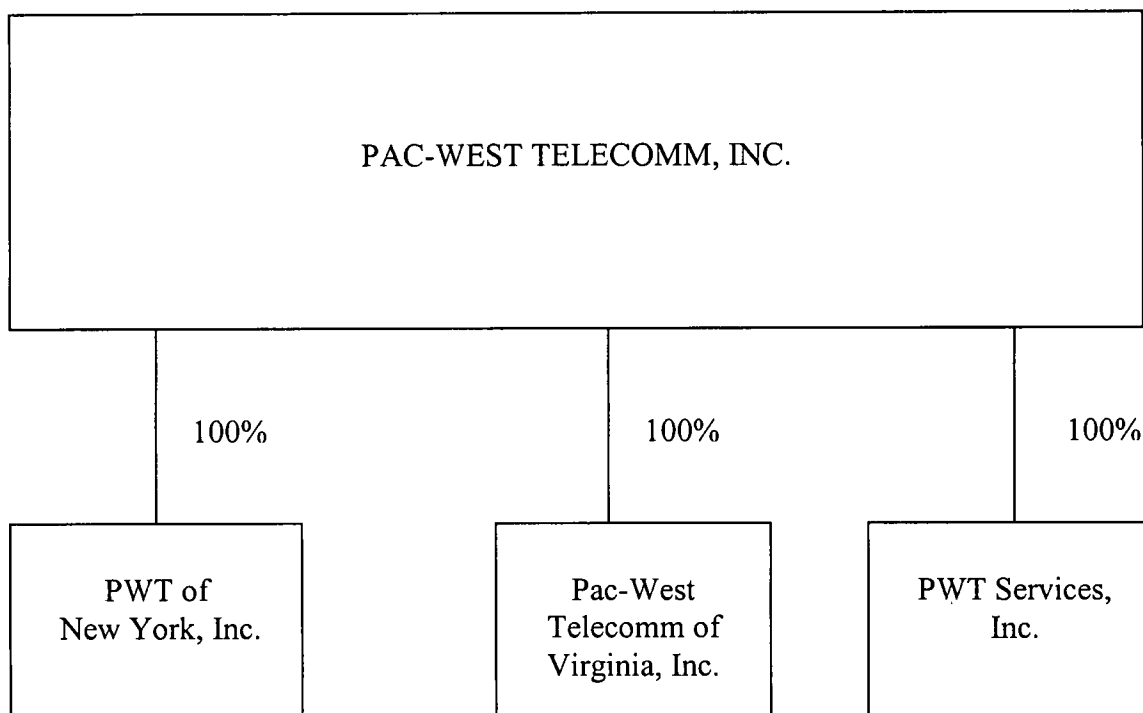 PAC-WEST TELECOMM, INC.
100%
100%
100%
PWT of
New York, Inc.
Pac-West
Telecomm of
Virginia, Inc.
PWT Services,
Inc.